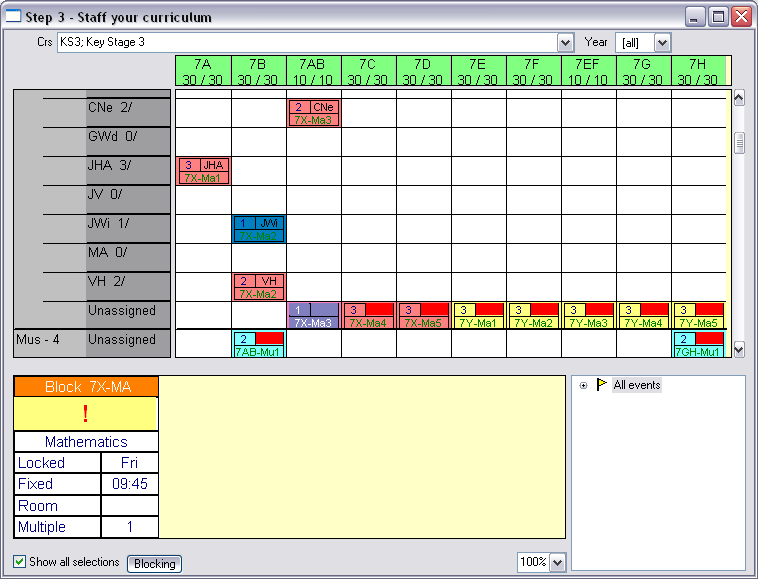 Step 3 - Staff your curriculum
Crs KS3; Key Stage 3 Year [all]
7A 7B 7AB 7C 7D 7E 7F 7EF 7G 7H
30 / 30 30 / 30 10 / 10 30 / 30 30 / 30 30 / 30 30 / 30 10 / 10 30 / 30 30 / 30
CNe 2/ 2 CNe
7X-Ma3
GWd 0/
JHA 3/ 3 JHA
7X-Ma1
JV 0/
JWi 1/ 1 JWi
7X-Ma2
MA 0/
VH 2/ 2 VH
7X-Ma2
Unassigned 1 3 3 3 3 3 3 3
7X-Ma3 7X-Ma4 7X-Ma5 7Y-Ma1 7Y-Ma2 7Y-Ma3 7Y-Ma4 7Y-Ma5
Mus - 4 Unassigned 2 2
7AB-Mu1 7GH-Mu1
Block 7X-MA
!
Mathematics
Locked Fri
Fixed 09:45
Room
Multiple 1
All events
Show all selections Blocking 100%